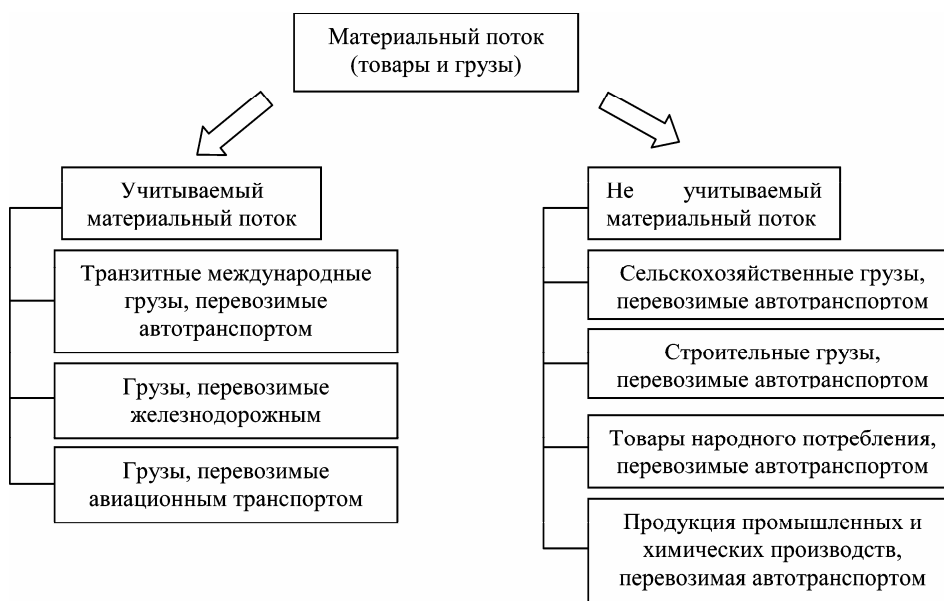 Материальный поток
(товары и грузы)
Учитываемый
материальный поток
Транзитные международные
грузы, перевозимые
автотранспортом
Грузы, перевозимые
железнодорожным
Грузы, перевозимые
авиационным транспортом
Не учитываемый
материальный поток
Сельскохозяйственные грузы,
перевозимые автотранспортом
Строительные грузы,
перевозимые автотранспортом
Товары народного потребления,
перевозимые автотранспортом
Продукция промышленных и
химических производств,
перевозимая автотранспортом